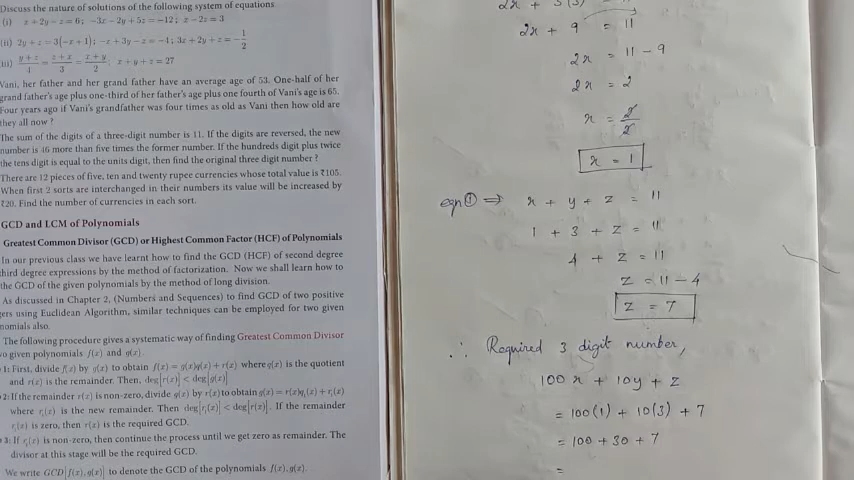 Discuss the nature of solutions of the following system of equations
(i) x + 2y − z = 6; −3x − 2y + 5z = −12; x − 2z = 3
(ii) 2y + z = 3(−x + 1); −x + 3y − z = −4; 3x + 2y + z = −1/2
(iii) (y + z)/4 = (z + x)/3 = (x + y)/2 x + y + z = 27
Vani, her father and her grand father have an average age of 53. One-half of her
grand father's age plus one-third of her father's age plus one fourth of Vani's age is 65.
Four years ago if Vani's grandfather was four times as old as Vani then how old are
they all now ?
The sum of the digits of a three-digit number is 11. If the digits are reversed, the new
number is 46 more than five times the former number. If the hundreds digit plus twice
the tens digit is equal to the units digit, then find the original three digit number ?
There are 12 pieces of five, ten and twenty rupee currencies whose total value is ₹105.
When first 2 sorts are interchanged in their numbers its value will be increased by
₹20. Find the number of currencies in each sort.
GCD and LCM of Polynomials
Greatest Common Divisor (GCD) or Highest Common Factor (HCF) of Polynomials
In our previous class we have learnt how to find the GCD (HCF) of second degree
third degree expressions by the method of factorization. Now we shall learn how to
the GCD of the given polynomials by the method of long division.
As discussed in Chapter 2, (Numbers and Sequences) to find GCD of two positive
gers using Euclidean Algorithm, similar techniques can be employed for two given
nomials also.
The following procedure gives a systematic way of finding Greatest Common Divisor
wo given polynomials f(x) and g(x).
1: First, divide f(x) by g(x) to obtain f(x) = g(x)q(x) + r(x) where q(x) is the quotient
and r(x) is the remainder. Then, deg[r(x)] < deg[g(x)]
2: If the remainder r(x) is non-zero, divide g(x) by r(x) to obtain g(x) = r(x)q₁(x) + r₁(x)
where r₁(x) is the new remainder. Then deg[r₁(x)] < deg[r(x)]. If the remainder
r₁(x) is zero, then r(x) is the required GCD.
3: If r₁(x) is non-zero, then continue the process until we get zero as remainder. The
divisor at this stage will be the required GCD.
We write GCD[f(x), g(x)] to denote the GCD of the polynomials f(x), g(x).
2x + 3(3) = 11
2x + 9 = 11
2x = 11 − 9
2x = 2
x = 2/2
x = 1
eqn ① ⇒ x + y + z = 11
1 + 3 + z = 11
4 + z = 11
z = 11 − 4
z = 7
∴ Required 3 digit number,
100x + 10y + z
= 100(1) + 10(3) + 7
= 100 + 30 + 7
=